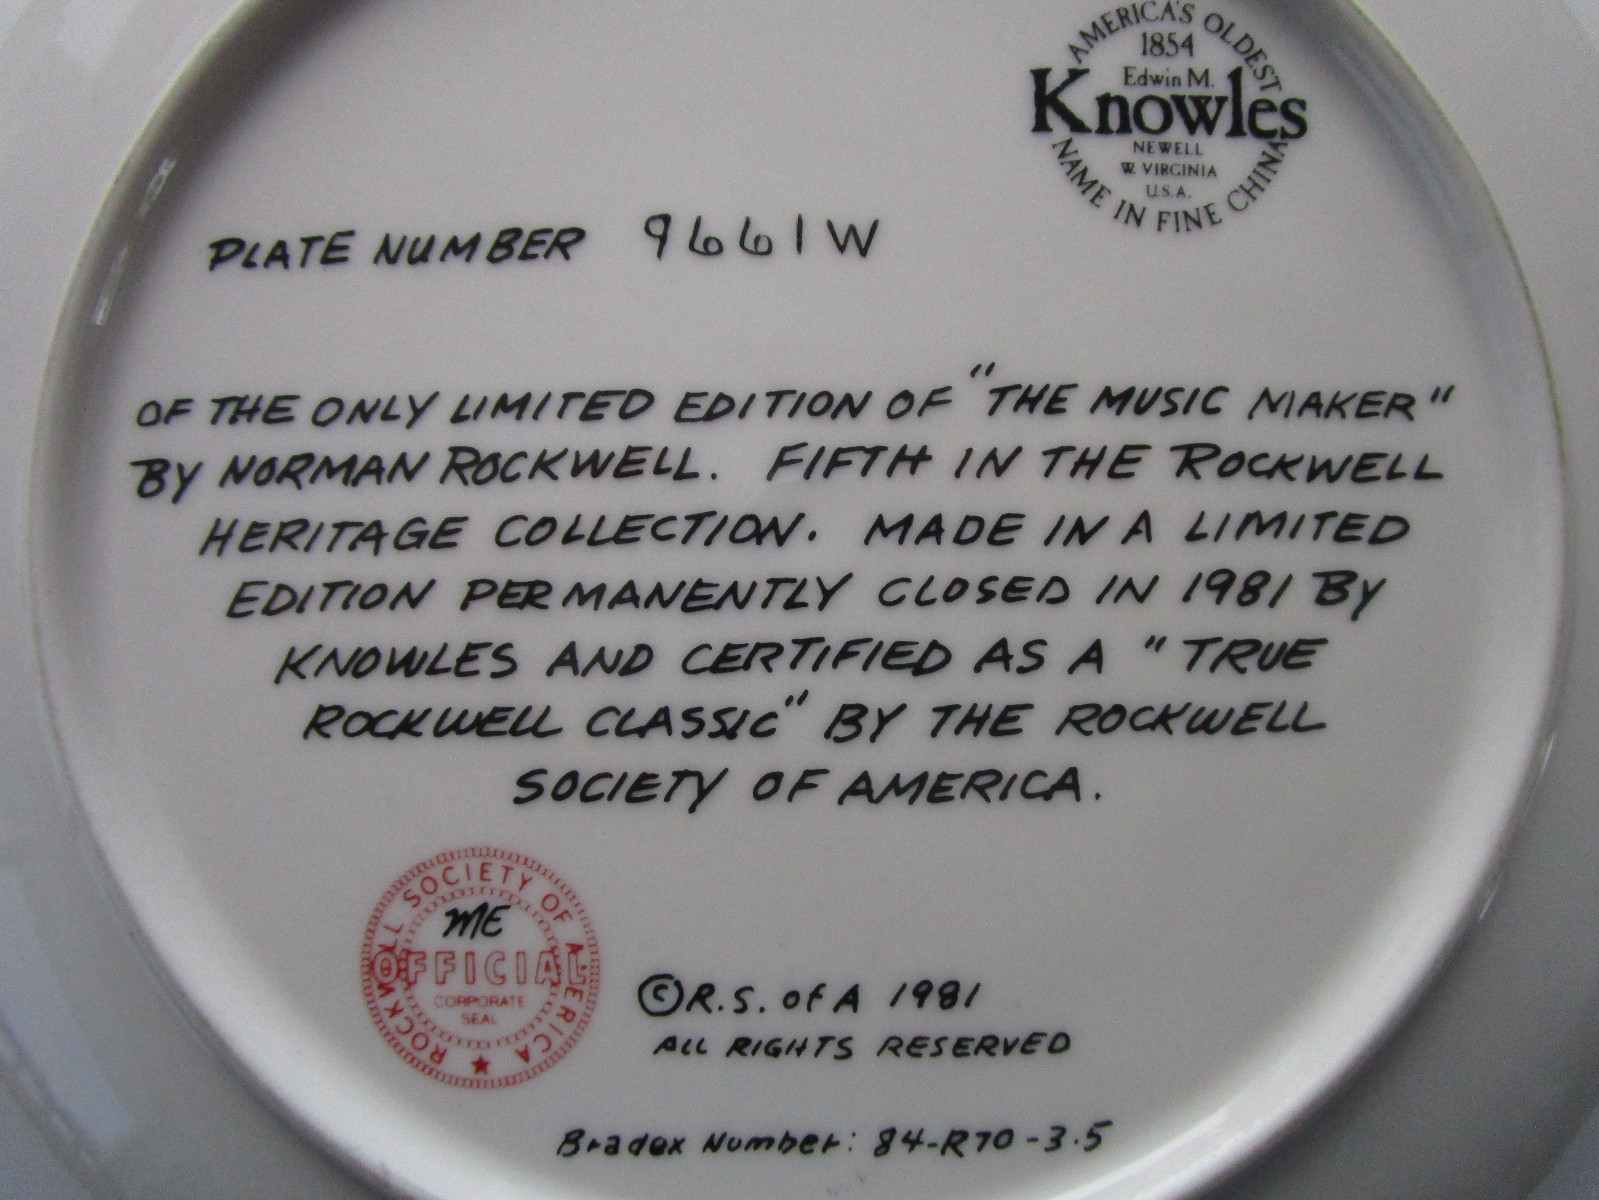 AMERICA'S OLDEST
1854
Edwin M.
Knowles
NEWELL
W. VIRGINIA
U.S.A.
NAME IN FINE CHINA
PLATE NUMBER 9661W
OF THE ONLY LIMITED EDITION OF "THE MUSIC MAKER"
BY NORMAN ROCKWELL. FIFTH IN THE ROCKWELL
HERITAGE COLLECTION. MADE IN A LIMITED
EDITION PERMANENTLY CLOSED IN 1981 BY
KNOWLES AND CERTIFIED AS A "TRUE
ROCKWELL CLASSIC" BY THE ROCKWELL
SOCIETY OF AMERICA.
ROCKWELL SOCIETY OF AMERICA
ME
OFFICIAL
CORPORATE
SEAL
© R.S. of A 1981
ALL RIGHTS RESERVED
Bradex Number: 84-R70-3.5